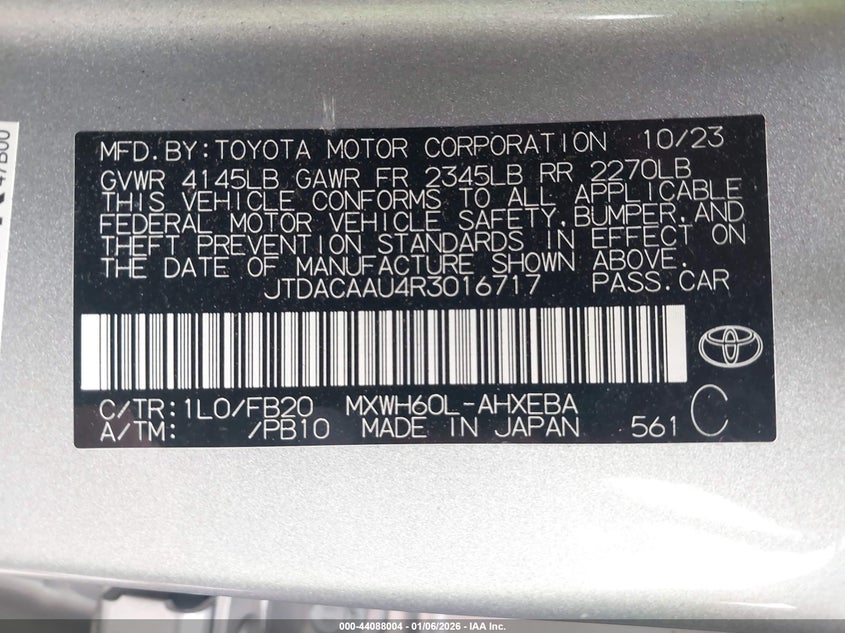 MFD.BY:TOYOTA MOTOR CORPORATION 10/23
GVWR 4145LB GAWR FR 2345LB RR 2270LB
THIS VEHICLE CONFORMS TO ALL APPLICABLE
FEDERAL MOTOR VEHICLE SAFETY,BUMPER,AND
THEFT PREVENTION STANDARDS IN EFFECT ON
THE DATE OF MANUFACTURE SHOWN ABOVE.
JTDACAAU4R3016717 PASS.CAR
C/TR:1L0/FB20 MXWH60L-AHXEBA
A/TM: /PB10 MADE IN JAPAN 561 C
000-44088004 - 01/06/2026 - IAA Inc.